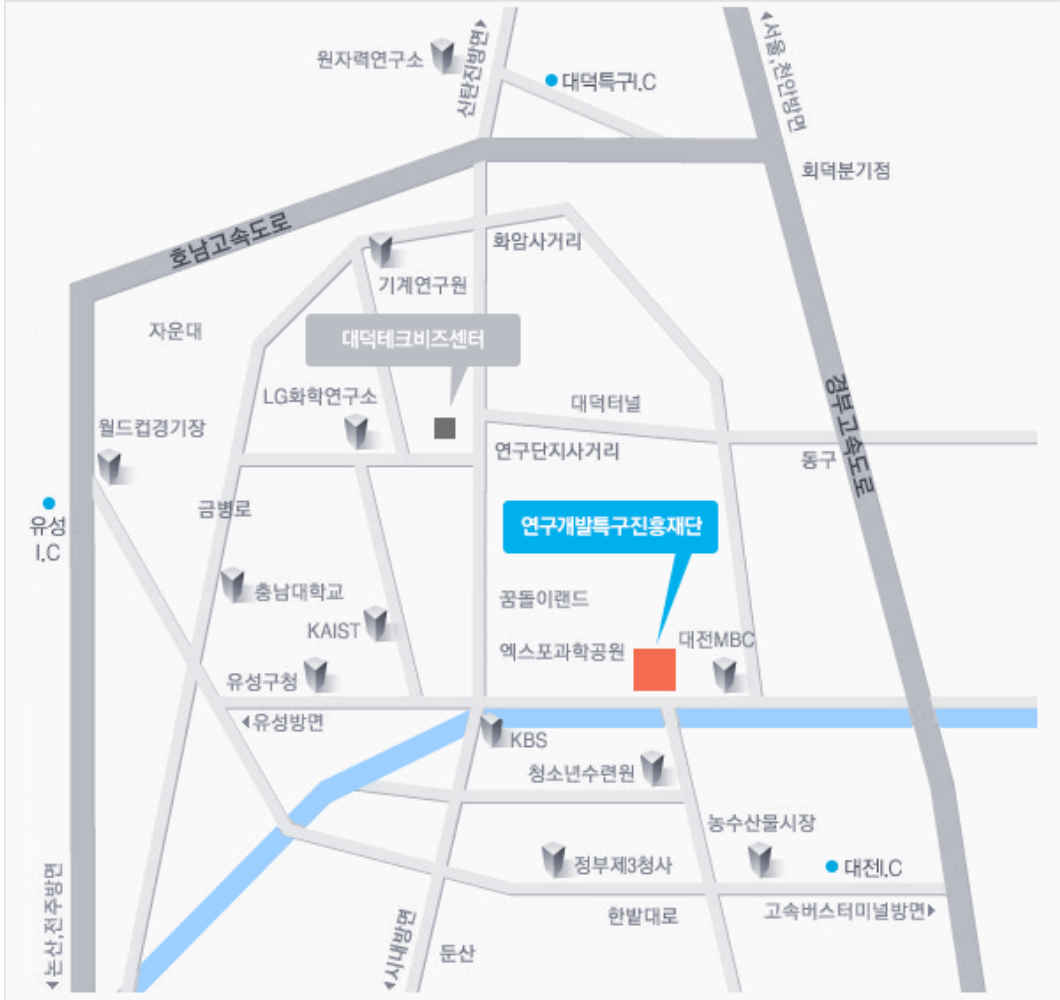 원자력연구소
신탄진방면▶
대덕특구I.C
◀서울,천안방면
회덕분기점
호남고속도로
화암사거리
기계연구원
자운대
대덕테크비즈센터
LG화학연구소
대덕터널
경부고속도로
월드컵경기장
연구단지사거리
동구
유성
I.C
금병로
연구개발특구진흥재단
충남대학교
꿈돌이랜드
KAIST
엑스포과학공원
대전MBC
유성구청
◀유성방면
KBS
청소년수련원
농수산물시장
정부제3청사
대전I.C
◀논산,전주방면
한밭대로
고속버스터미널방면▶
◀시내방면
둔산